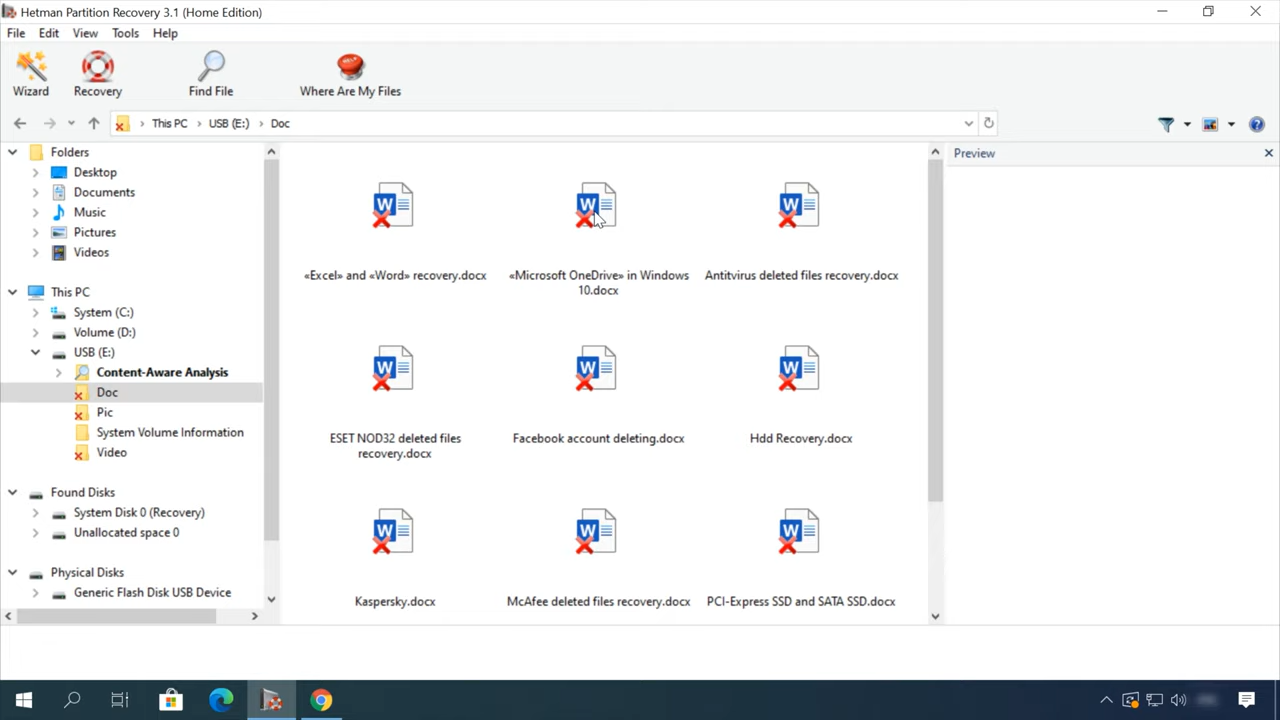 Hetman Partition Recovery 3.1 (Home Edition)
File Edit View Tools Help
Wizard Recovery Find File Where Are My Files
This PC USB (E:) Doc
Folders
Desktop
Documents
Music
Pictures
Videos
This PC
System (C:)
Volume (D:)
USB (E:)
Content-Aware Analysis
Doc
Pic
System Volume Information
Video
Found Disks
System Disk 0 (Recovery)
Unallocated space 0
Physical Disks
Generic Flash Disk USB Device
«Excel» and «Word» recovery.docx
«Microsoft OneDrive» in Windows
10.docx
Antitvirus deleted files recovery.docx
ESET NOD32 deleted files
recovery.docx
Facebook account deleting.docx
Hdd Recovery.docx
Kaspersky.docx
McAfee deleted files recovery.docx
PCI-Express SSD and SATA SSD.docx
Preview